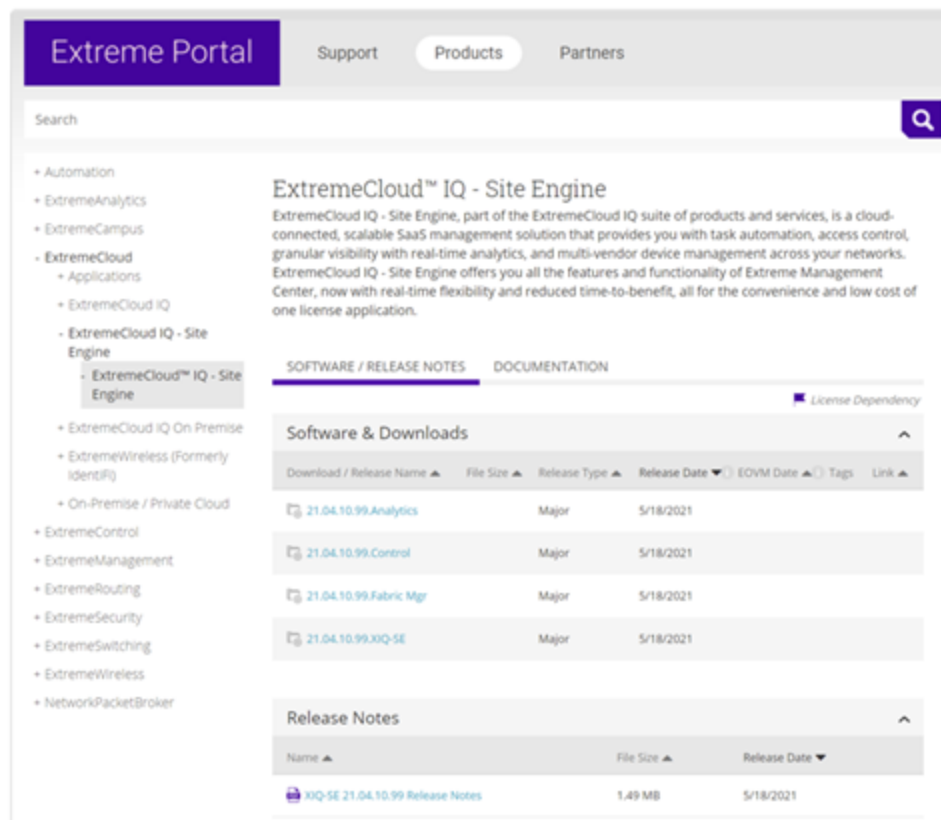 Extreme Portal
Support
Products
Partners
Search
+ Automation
+ ExtremeAnalytics
+ ExtremeCampus
- ExtremeCloud
+ Applications
+ ExtremeCloud IQ
- ExtremeCloud IQ - Site
Engine
- ExtremeCloud™ IQ - Site
Engine
+ ExtremeCloud IQ On Premise
+ ExtremeWireless (Formerly
IdentiFi)
+ On-Premise / Private Cloud
+ ExtremeControl
+ ExtremeManagement
+ ExtremeRouting
+ ExtremeSecurity
+ ExtremeSwitching
+ ExtremeWireless
+ NetworkPacketBroker
ExtremeCloud™ IQ - Site Engine
ExtremeCloud IQ - Site Engine, part of the ExtremeCloud IQ suite of products and services, is a cloud-
connected, scalable SaaS management solution that provides you with task automation, access control,
granular visibility with real-time analytics, and multi-vendor device management across your networks.
ExtremeCloud IQ - Site Engine offers you all the features and functionality of Extreme Management
Center, now with real-time flexibility and reduced time-to-benefit, all for the convenience and low cost of
one license application.
SOFTWARE / RELEASE NOTES DOCUMENTATION
License Dependency
Software & Downloads
Download / Release Name File Size Release Type Release Date EOVM Date Tags Link
21.04.10.99.Analytics Major 5/18/2021
21.04.10.99.Control Major 5/18/2021
21.04.10.99.Fabric Mgr Major 5/18/2021
21.04.10.99.XIQ-SE Major 5/18/2021
Release Notes
Name File Size Release Date
XIQ-SE 21.04.10.99 Release Notes 1.49 MB 5/18/2021